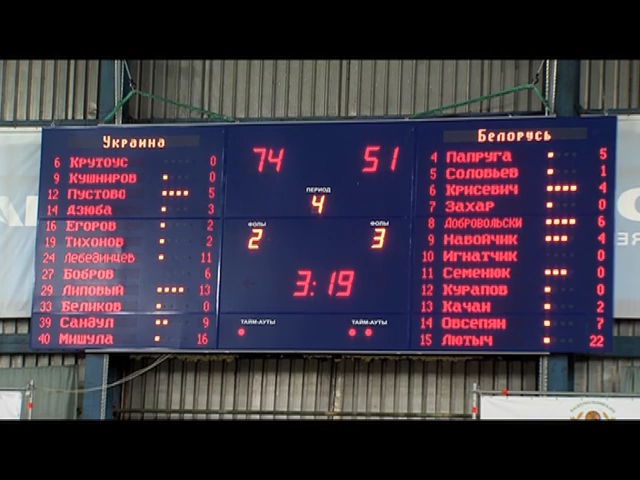 Украина
74 51
Белорусь
6 Крутоус 0
9 Кушниров 0
12 Пустово 5
14 Дзюба 3
16 Егоров 2
19 Тихонов 2
24 Лебединцев 11
27 Бобров 6
29 Липовый 13
33 Беликов 0
39 Сандул 9
40 Мишула 16
ПЕРИОД
4
ФОЛЫ ФОЛЫ
2 3
3:19
ТАЙМ-АУТЫ ТАЙМ-АУТЫ
4 Папруга 5
5 Соловьев 1
6 Крисевич 4
7 Захар 0
8 Добровольски 6
9 Навойчик 4
10 Игнатчик 0
11 Семенюк 0
12 Курапов 0
13 Качан 2
14 Овсепян 7
15 Лютыч 22